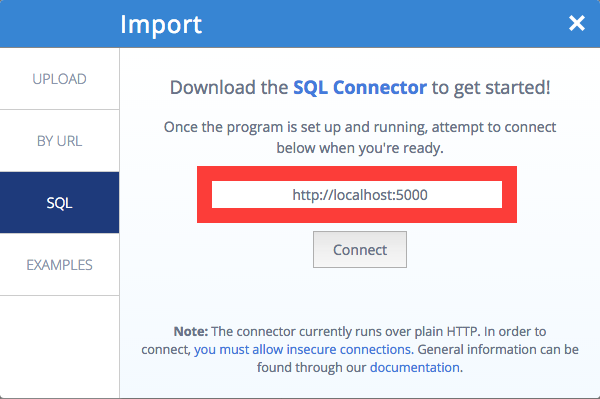 Import
×
UPLOAD
BY URL
SQL
EXAMPLES
Download the SQL Connector to get started!
Once the program is set up and running, attempt to connect
below when you're ready.
http://localhost:5000
Connect
Note: The connector currently runs over plain HTTP. In order to
connect, you must allow insecure connections. General information can be
found through our documentation.